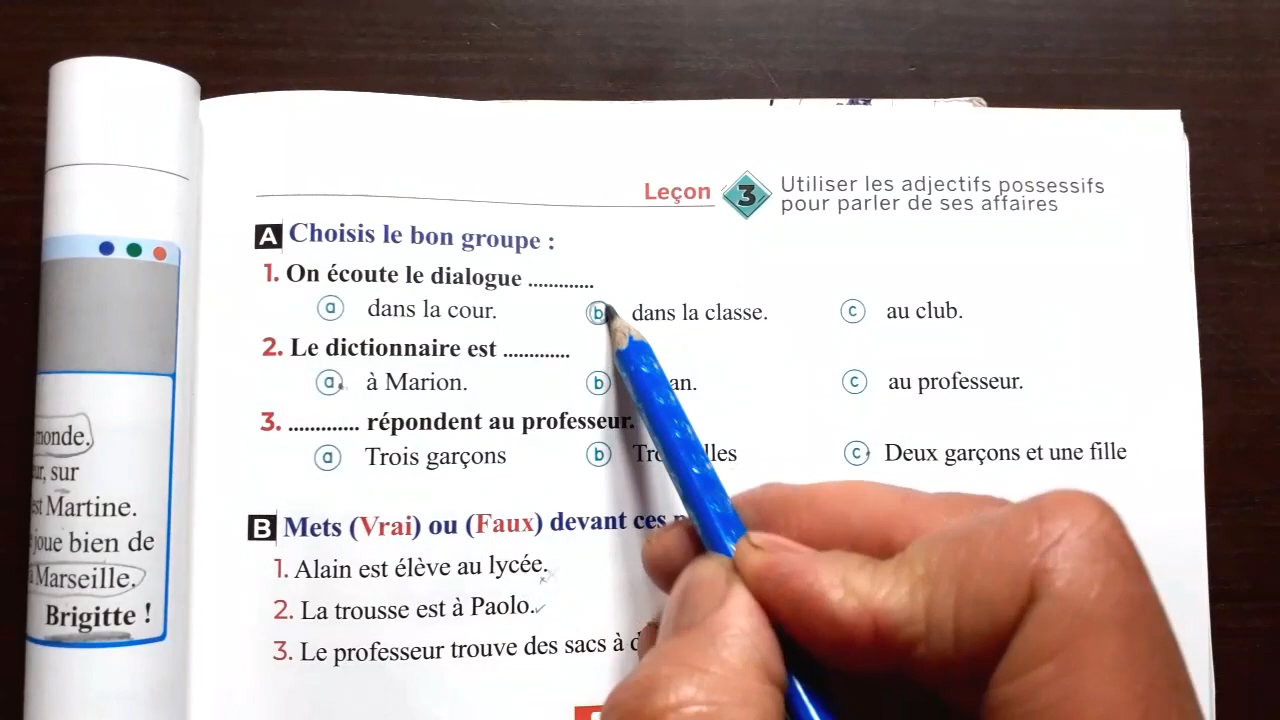 Leçon 3 Utiliser les adjectifs possessifs
pour parler de ses affaires
A Choisis le bon groupe :
1. On écoute le dialogue .............
a dans la cour. b dans la classe. c au club.
2. Le dictionnaire est .............
a à Marion. b c au professeur.
3. ............. répondent au professeur.
a Trois garçons b c Deux garçons et une fille
B Mets (Vrai) ou (Faux) devant ces
1. Alain est élève au lycée.
2. La trousse est à Paolo.
3. Le professeur trouve des sacs à
monde.
sur
Martine.
joue bien de
à Marseille.
Brigitte !